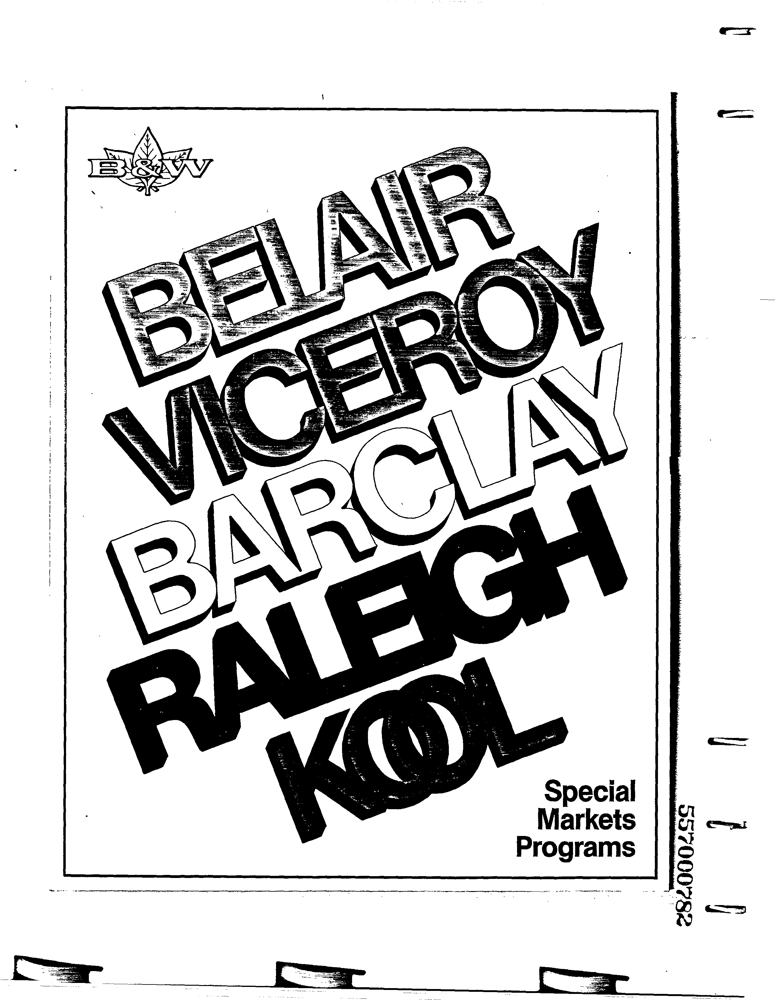 B&W
BELAIR
VICEROY
BARCLAY
RALEIGH
KOOL
Special
Markets
Programs
557000782